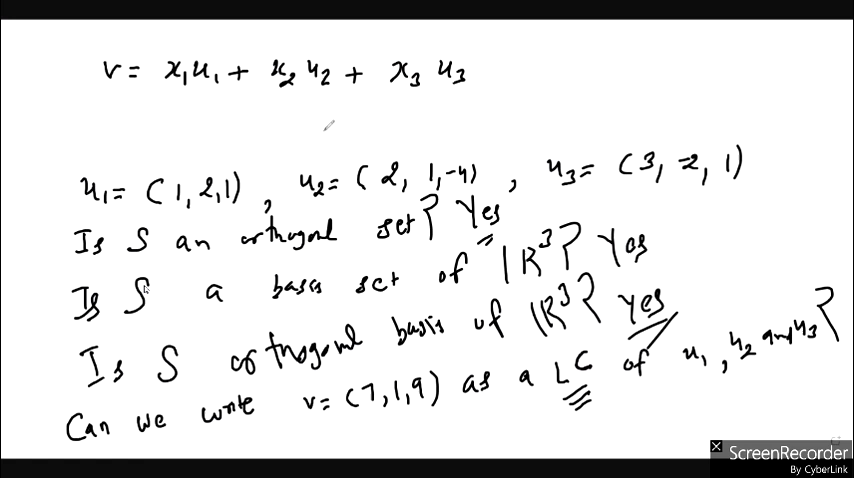 v = x₁u₁ + x₂u₂ + x₃u₃
u₁ = (1,2,1), u₂ = (2, 1,-4), u₃ = (3, -2, 1)
Is S an orthogonal set? Yes
Is S a basis set of ℝ³? Yes
Is S orthogonal basis of ℝ³? Yes
Can we write v = (7,1,9) as a LC of u₁, u₂ and u₃?
ScreenRecorder
By CyberLink